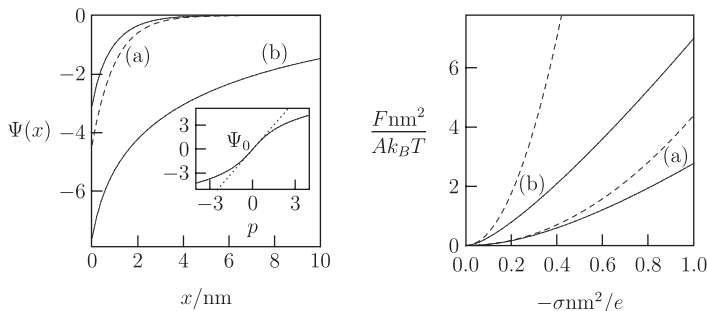 0
−2
−4
−6
Ψ(x)
(a)
(b)
3
0
−3
Ψ₀
−3 0 3
p
0 2 4 6 8 10
x/nm
6
4
2
0
Fnm²
Ak_BT
(b)
(a)
0.0 0.2 0.4 0.6 0.8 1.0
−σnm²/e